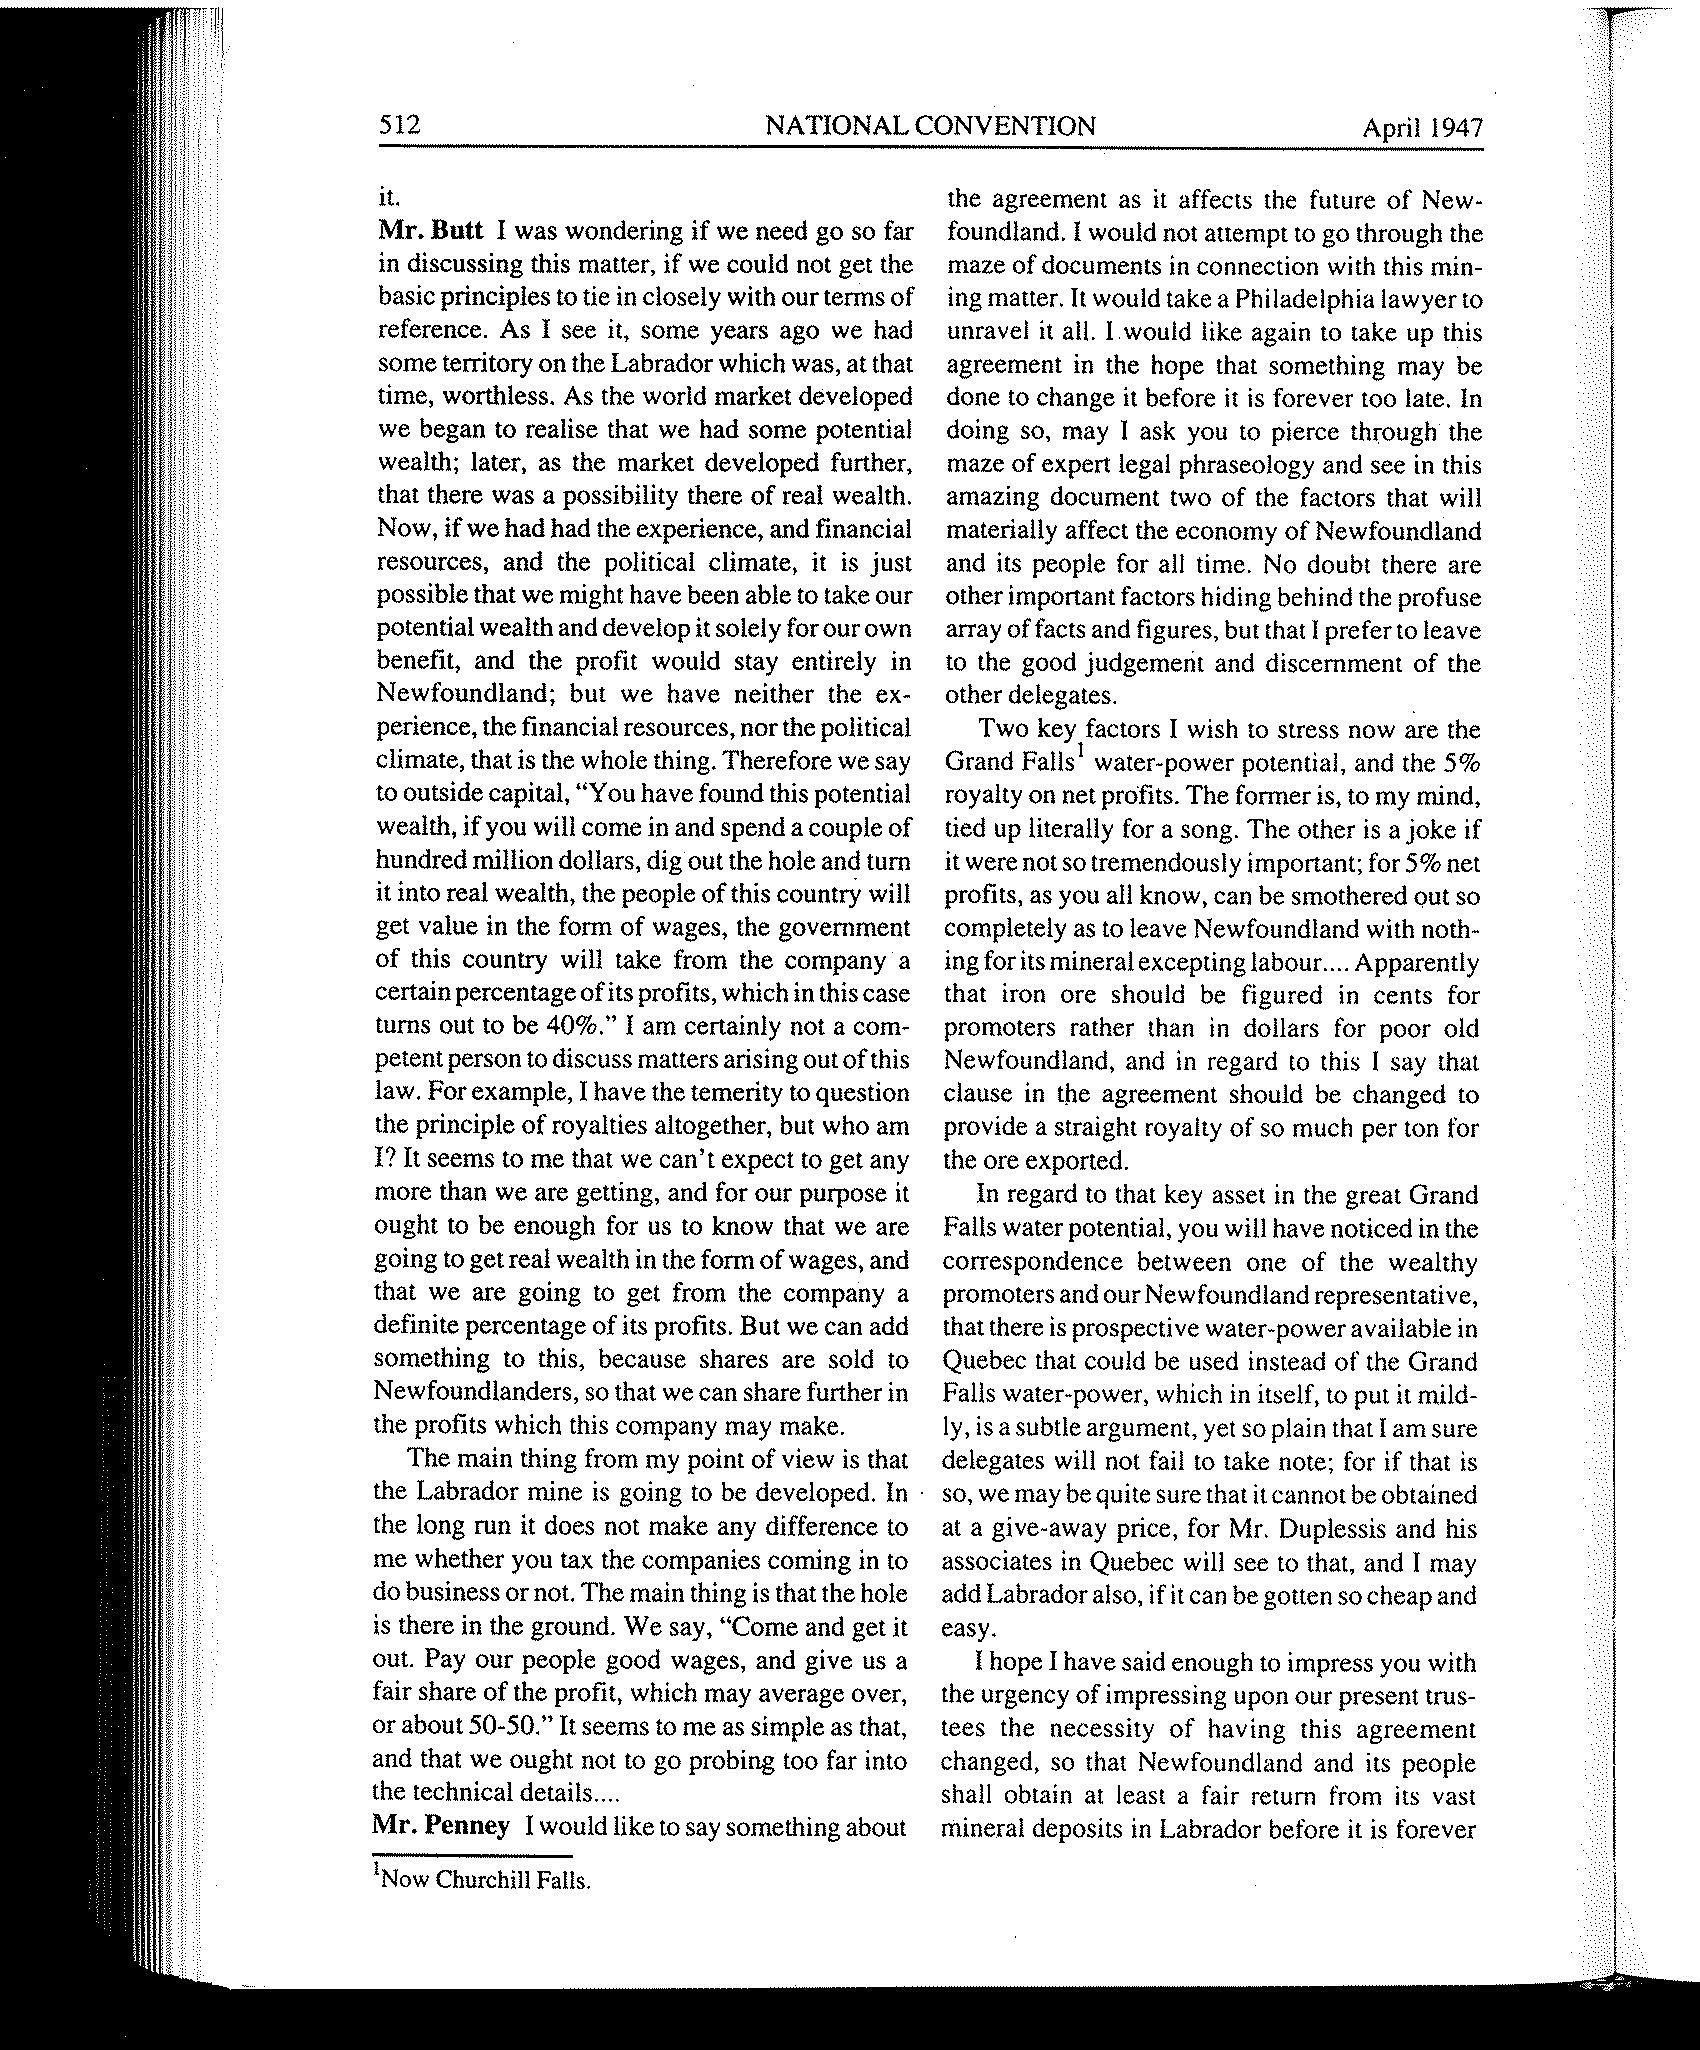 512 NATIONAL CONVENTION April 1947
it.
Mr. Butt I was wondering if we need go so far
in discussing this matter, if we could not get the
basic principles to tie in closely with our terms of
reference. As I see it, some years ago we had
some territory on the Labrador which was, at that
time, worthless. As the world market developed
we began to realise that we had some potential
wealth; later, as the market developed further,
that there was a possibility there of real wealth.
Now, if we had had the experience, and financial
resources, and the political climate, it is just
possible that we might have been able to take our
potential wealth and develop it solely for our own
benefit, and the profit would stay entirely in
Newfoundland; but we have neither the ex-
perience, the financial resources, nor the political
climate, that is the whole thing. Therefore we say
to outside capital, “You have found this potential
wealth, if you will come in and spend a couple of
hundred million dollars, dig out the hole and turn
it into real wealth, the people of this country will
get value in the form of wages, the government
of this country will take from the company a
certain percentage of its profits, which in this case
turns out to be 40%.” I am certainly not a com-
petent person to discuss matters arising out of this
law. For example, I have the temerity to question
the principle of royalties altogether, but who am
I? It seems to me that we can't expect to get any
more than we are getting, and for our purpose it
ought to be enough for us to know that we are
going to get real wealth in the form of wages, and
that we are going to get from the company a
definite percentage of its profits. But we can add
something to this, because shares are sold to
Newfoundlanders, so that we can share further in
the profits which this company may make.
The main thing from my point of view is that
the Labrador mine is going to be developed. In
the long run it does not make any difference to
me whether you tax the companies coming in to
do business or not. The main thing is that the hole
is there in the ground. We say, “Come and get it
out. Pay our people good wages, and give us a
fair share of the profit, which may average over,
or about 50-50.” It seems to me as simple as that,
and that we ought not to go probing too far into
the technical details....
Mr. Penney I would like to say something about
the agreement as it affects the future of New-
foundland. I would not attempt to go through the
maze of documents in connection with this min-
ing matter. It would take a Philadelphia lawyer to
unravel it all. I would like again to take up this
agreement in the hope that something may be
done to change it before it is forever too late. In
doing so, may I ask you to pierce through the
maze of expert legal phraseology and see in this
amazing document two of the factors that will
materially affect the economy of Newfoundland
and its people for all time. No doubt there are
other important factors hiding behind the profuse
array of facts and figures, but that I prefer to leave
to the good judgement and discernment of the
other delegates.
Two key factors I wish to stress now are the
Grand Falls¹ water-power potential, and the 5%
royalty on net profits. The former is, to my mind,
tied up literally for a song. The other is a joke if
it were not so tremendously important; for 5% net
profits, as you all know, can be smothered out so
completely as to leave Newfoundland with noth-
ing for its mineral excepting labour.... Apparently
that iron ore should be figured in cents for
promoters rather than in dollars for poor old
Newfoundland, and in regard to this I say that
clause in the agreement should be changed to
provide a straight royalty of so much per ton for
the ore exported.
In regard to that key asset in the great Grand
Falls water potential, you will have noticed in the
correspondence between one of the wealthy
promoters and our Newfoundland representative,
that there is prospective water-power available in
Quebec that could be used instead of the Grand
Falls water-power, which in itself, to put it mild-
ly, is a subtle argument, yet so plain that I am sure
delegates will not fail to take note; for if that is
so, we may be quite sure that it cannot be obtained
at a give-away price, for Mr. Duplessis and his
associates in Quebec will see to that, and I may
add Labrador also, if it can be gotten so cheap and
easy.
I hope I have said enough to impress you with
the urgency of impressing upon our present trus-
tees the necessity of having this agreement
changed, so that Newfoundland and its people
shall obtain at least a fair return from its vast
mineral deposits in Labrador before it is forever
¹Now Churchill Falls.